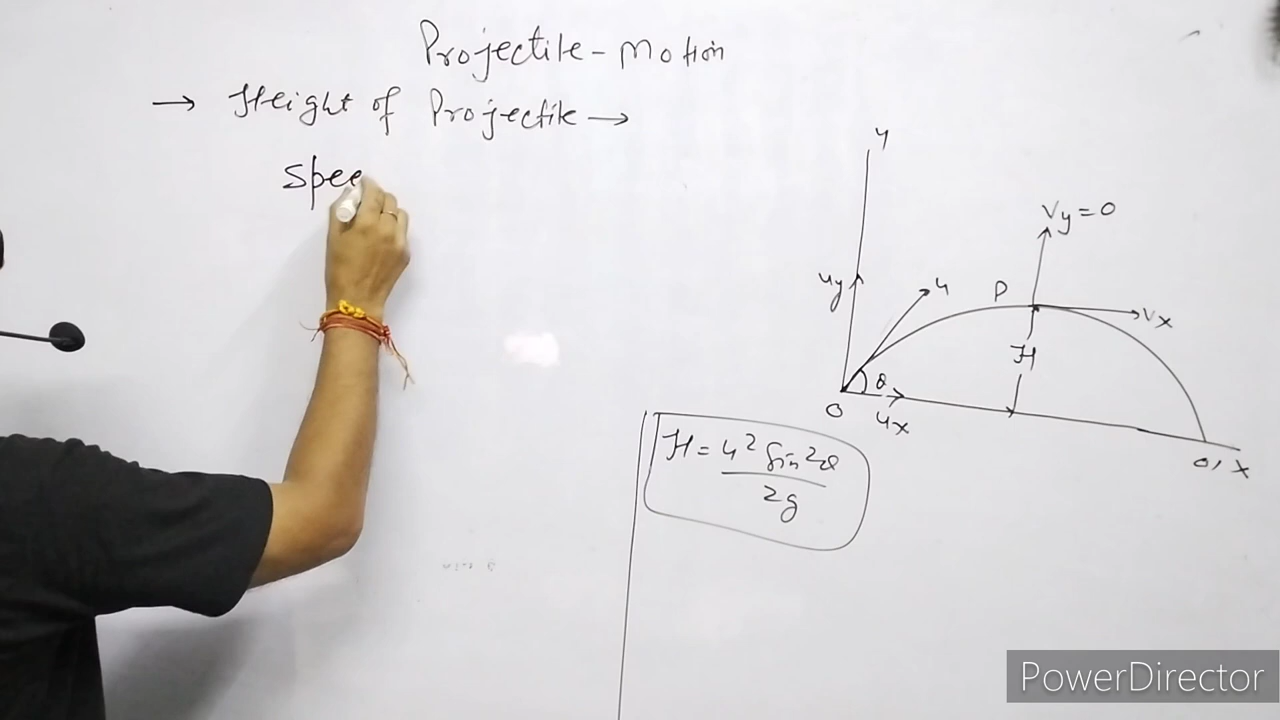 Projectile - Motion
→ Height of Projectile →
Spee
y
Vy = 0
uy
u
P
Vx
H
θ
O
ux
O, X
H = u² Sin²θ
2g
PowerDirector